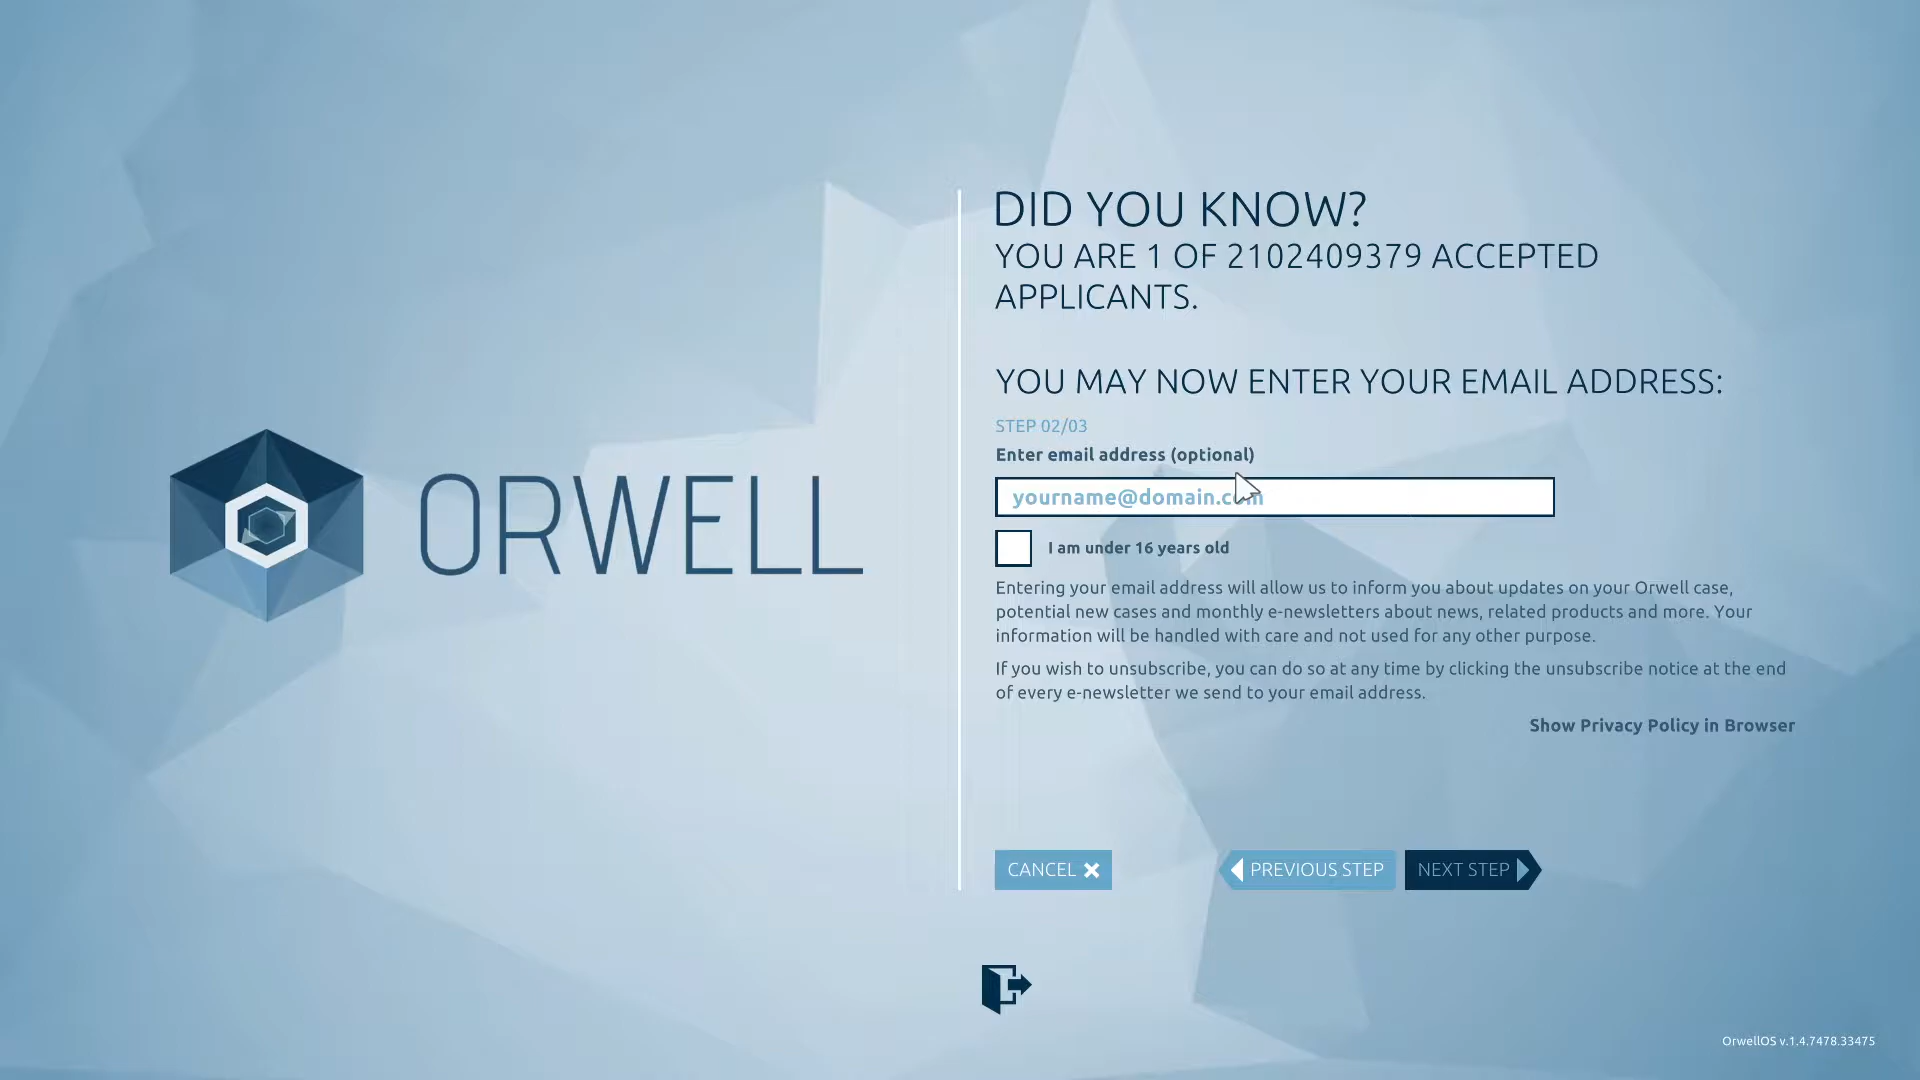 DID YOU KNOW?
YOU ARE 1 OF 2102409379 ACCEPTED
APPLICANTS.
YOU MAY NOW ENTER YOUR EMAIL ADDRESS:
STEP 02/03
Enter email address (optional)
yourname@domain.com
I am under 16 years old
Entering your email address will allow us to inform you about updates on your Orwell case,
potential new cases and monthly e-newsletters about news, related products and more. Your
information will be handled with care and not used for any other purpose.
If you wish to unsubscribe, you can do so at any time by clicking the unsubscribe notice at the end
of every e-newsletter we send to your email address.
Show Privacy Policy in Browser
ORWELL
CANCEL
PREVIOUS STEP
NEXT STEP
OrwellOS v.1.4.7478.33475